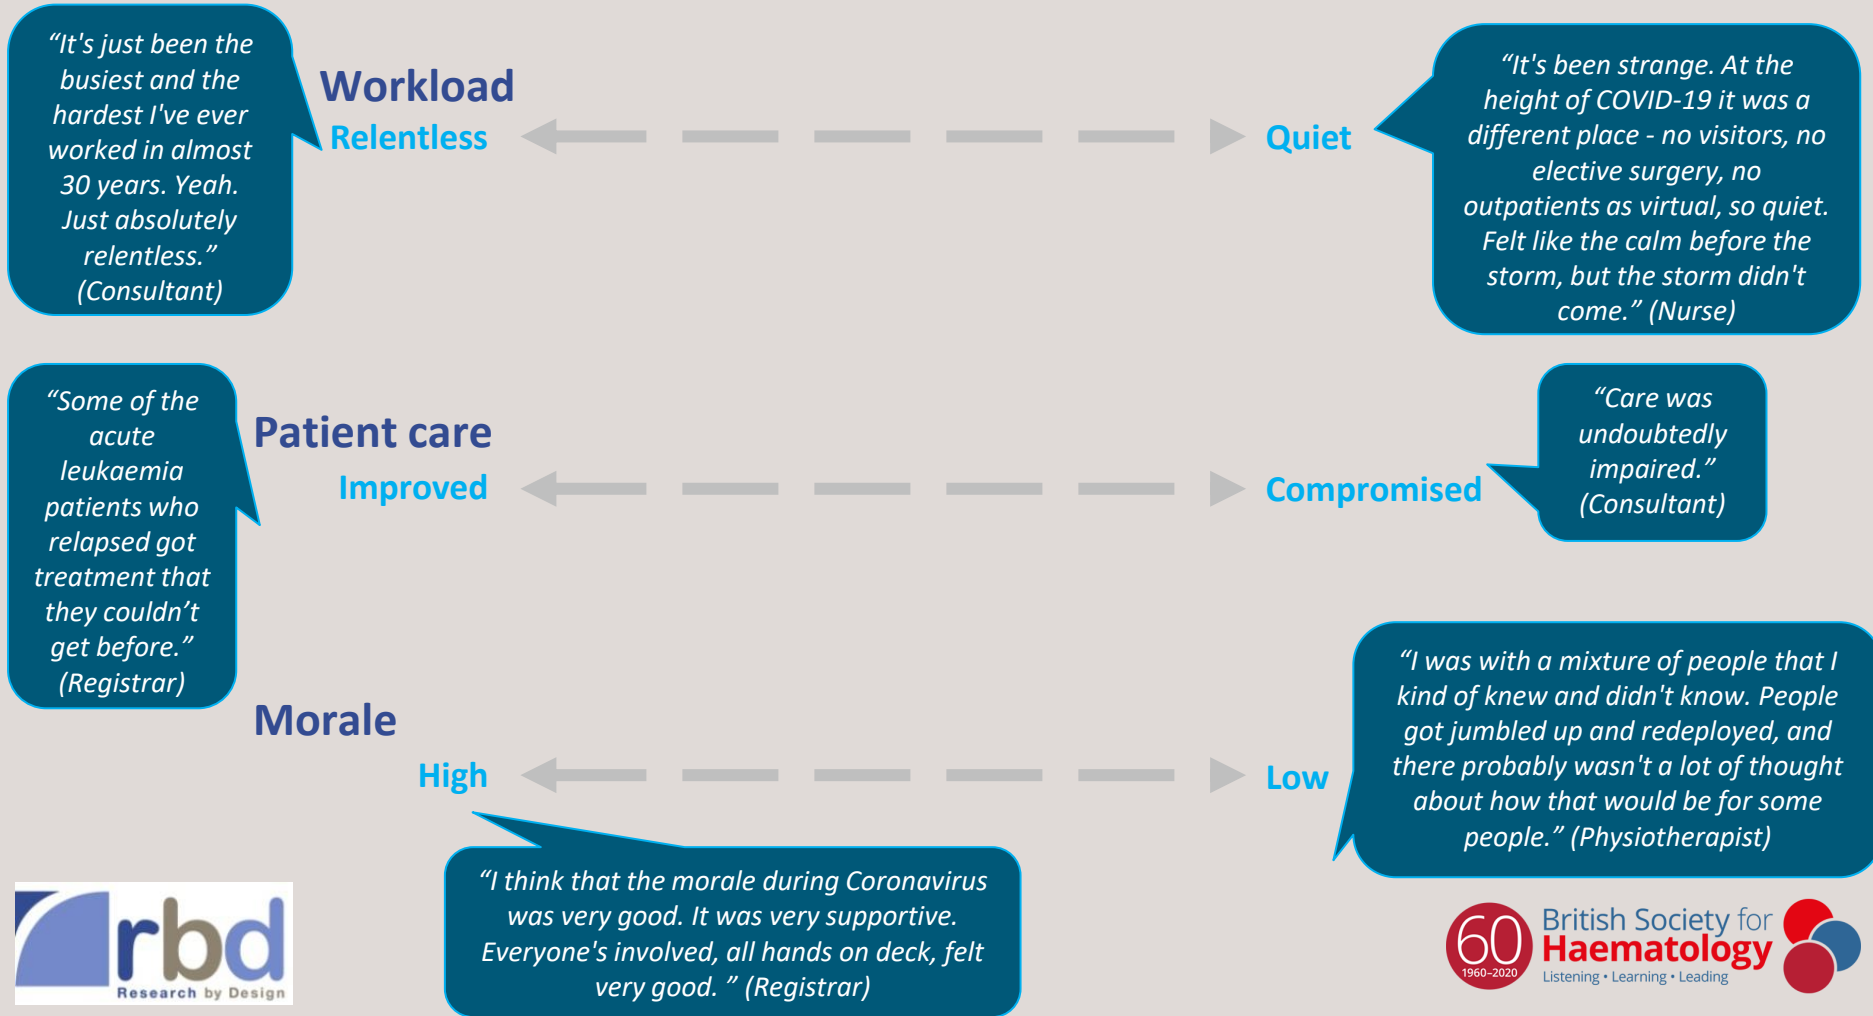 “It's just been the
busiest and the
hardest I've ever
worked in almost
30 years. Yeah.
Just absolutely
relentless.”
(Consultant)
Workload
Relentless
Quiet
“It's been strange. At the
height of COVID-19 it was a
different place - no visitors, no
elective surgery, no
outpatients as virtual, so quiet.
Felt like the calm before the
storm, but the storm didn't
come.” (Nurse)
“Some of the
acute
leukaemia
patients who
relapsed got
treatment that
they couldn’t
get before.”
(Registrar)
Patient care
Improved
Compromised
“Care was
undoubtedly
impaired.”
(Consultant)
Morale
High
Low
“I was with a mixture of people that I
kind of knew and didn't know. People
got jumbled up and redeployed, and
there probably wasn't a lot of thought
about how that would be for some
people.” (Physiotherapist)
“I think that the morale during Coronavirus
was very good. It was very supportive.
Everyone's involved, all hands on deck, felt
very good. ” (Registrar)
rbd
Research by Design
60
1960–2020
British Society for
Haematology
Listening • Learning • Leading